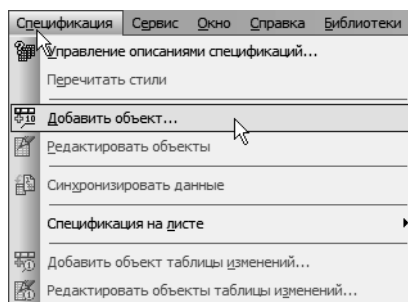 Спецификация Сервис Окно Справка Библиотеки
Управление описаниями спецификаций...
Перечитать стили
Добавить объект...
Редактировать объекты
Синхронизировать данные
Спецификация на листе
Добавить объект таблицы изменений...
Редактировать объекты таблицы изменений...